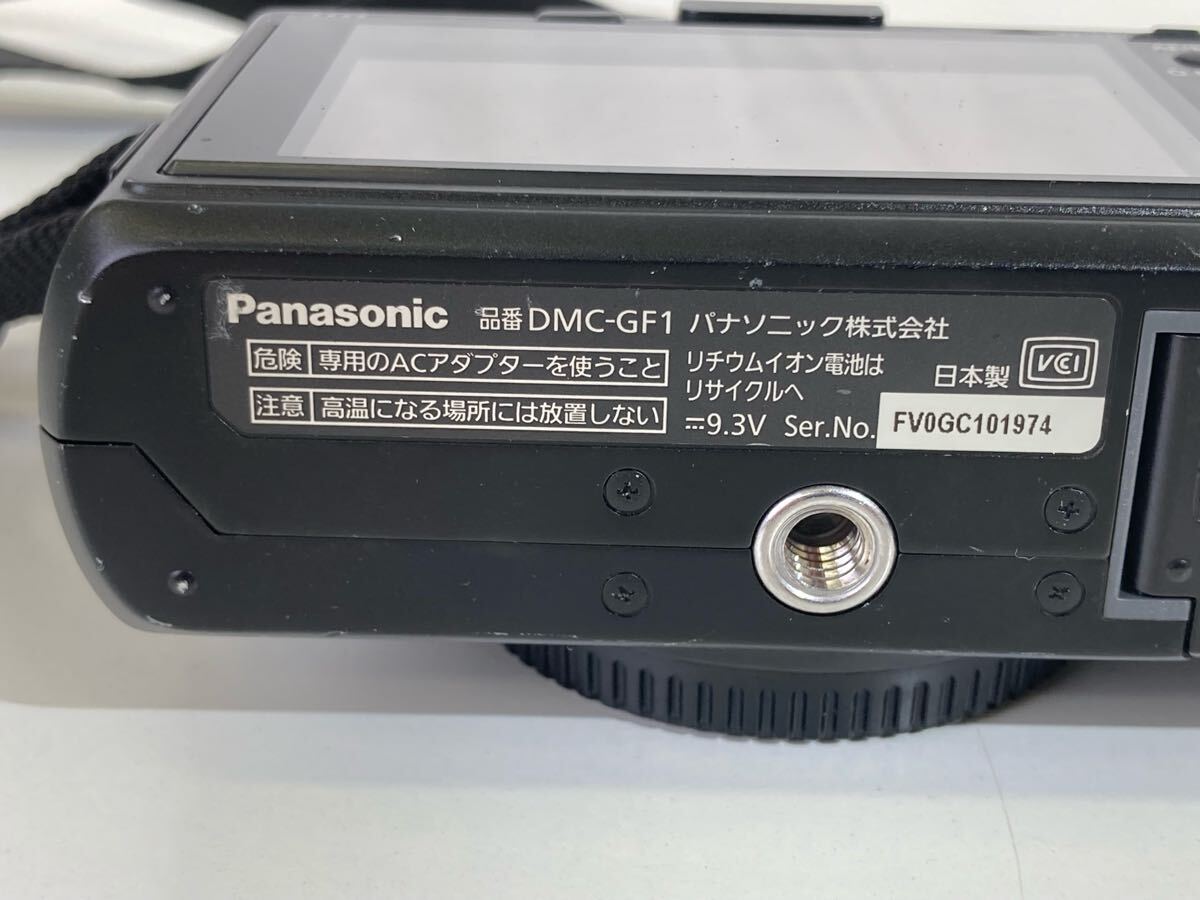 Panasonic 品番 DMC-GF1 パナソニック株式会社
危険 専用のACアダプターを使うこと
注意 高温になる場所には放置しない
リチウムイオン電池は
リサイクルへ
日本製 VCI
⎓9.3V Ser.No. FV0GC101974